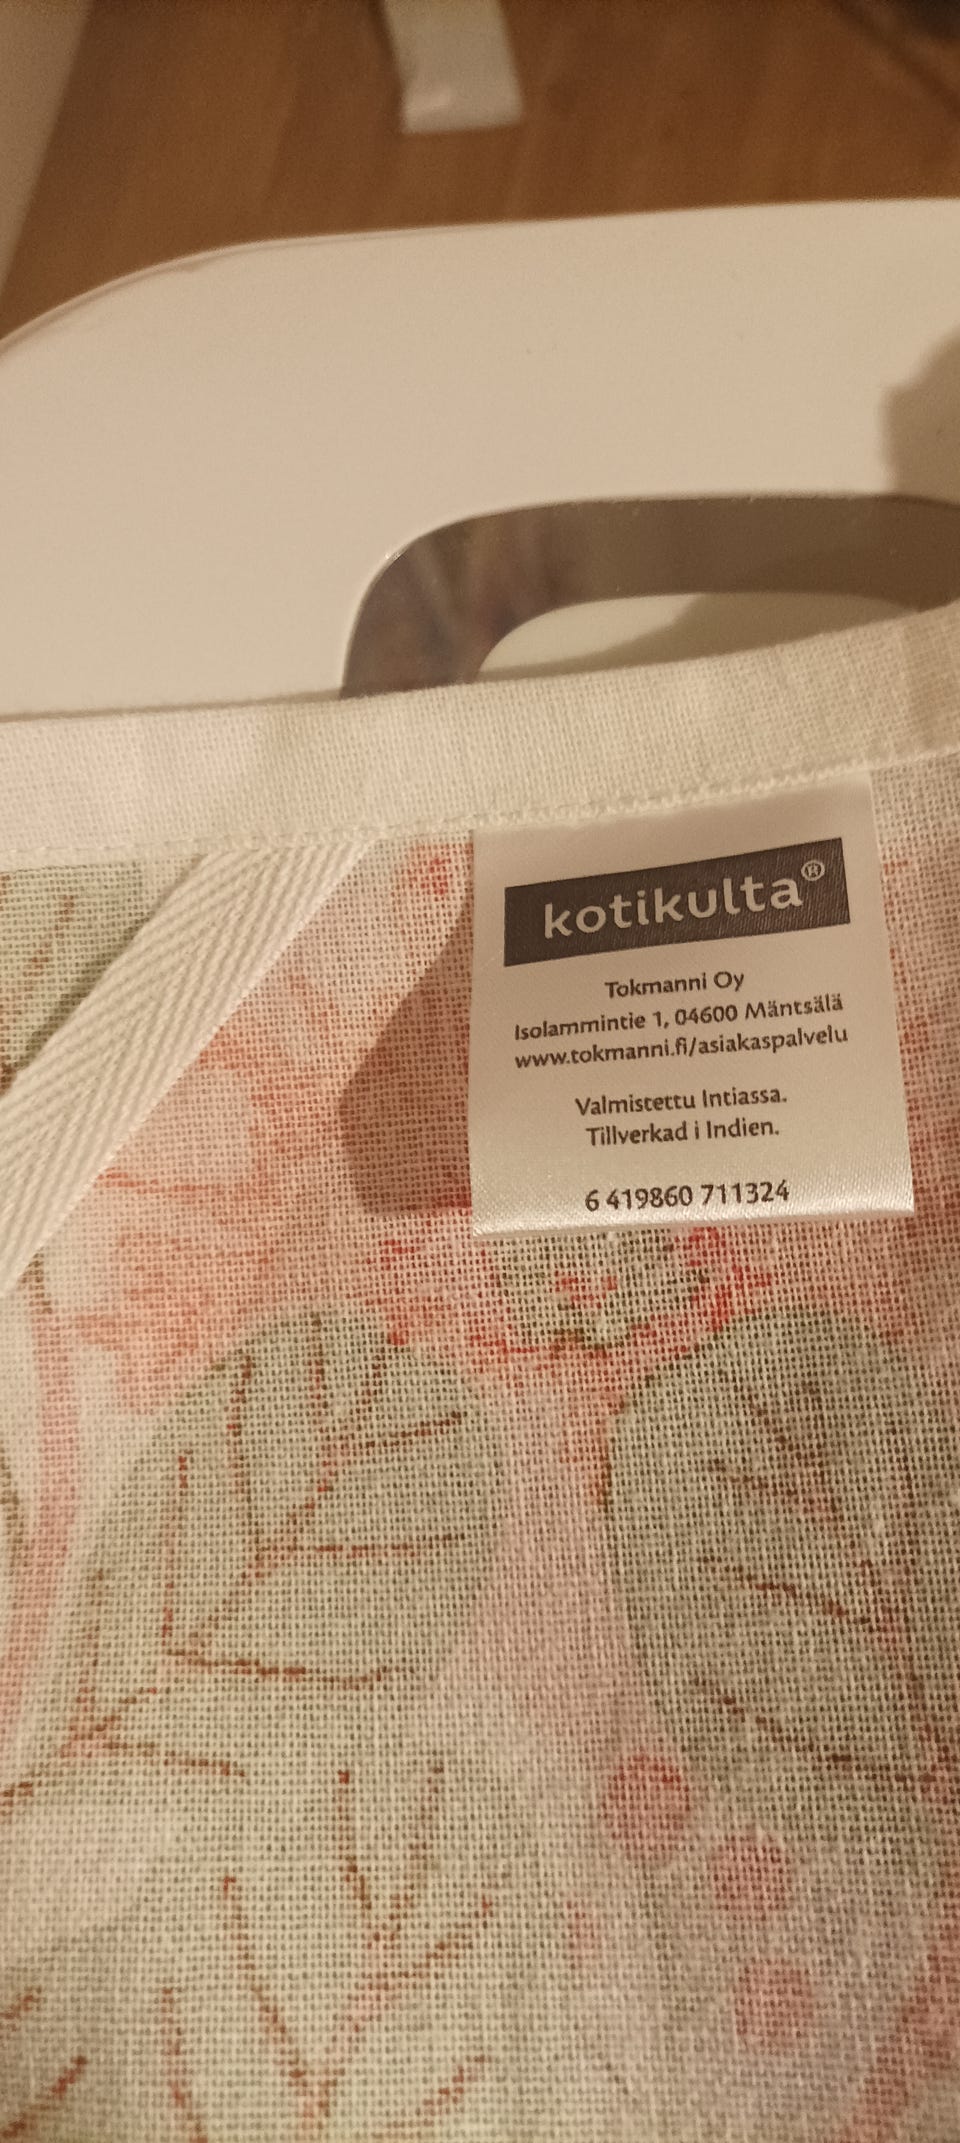 kotikulta®
Tokmanni Oy
Isolammintie 1, 04600 Mäntsälä
www.tokmanni.fi/asiakaspalvelu
Valmistettu Intiassa.
Tillverkad i Indien.
6 419860 711324